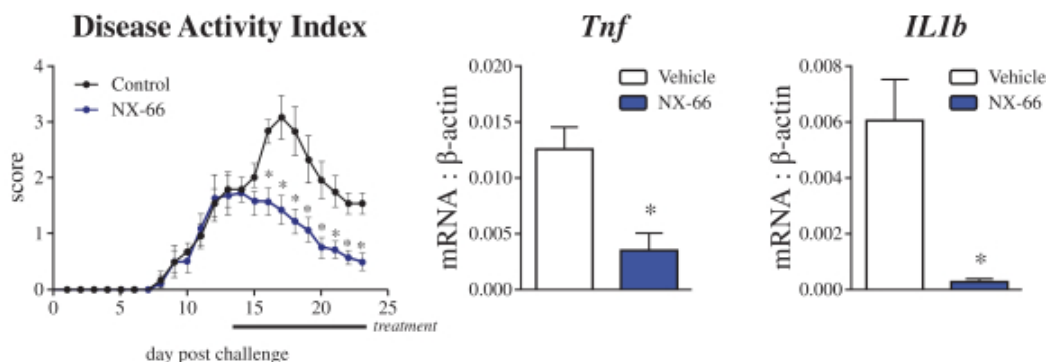 Disease Activity Index
Control
NX-66
score
4
3
2
1
0
0
5
10
15
20
25
treatment
day post challenge
*
*
*
*
*
*
*
*
Tnf
Vehicle
NX-66
mRNA : β-actin
0.020
0.015
0.010
0.005
0.000
*
IL1b
Vehicle
NX-66
mRNA : β-actin
0.008
0.006
0.004
0.002
0.000
*